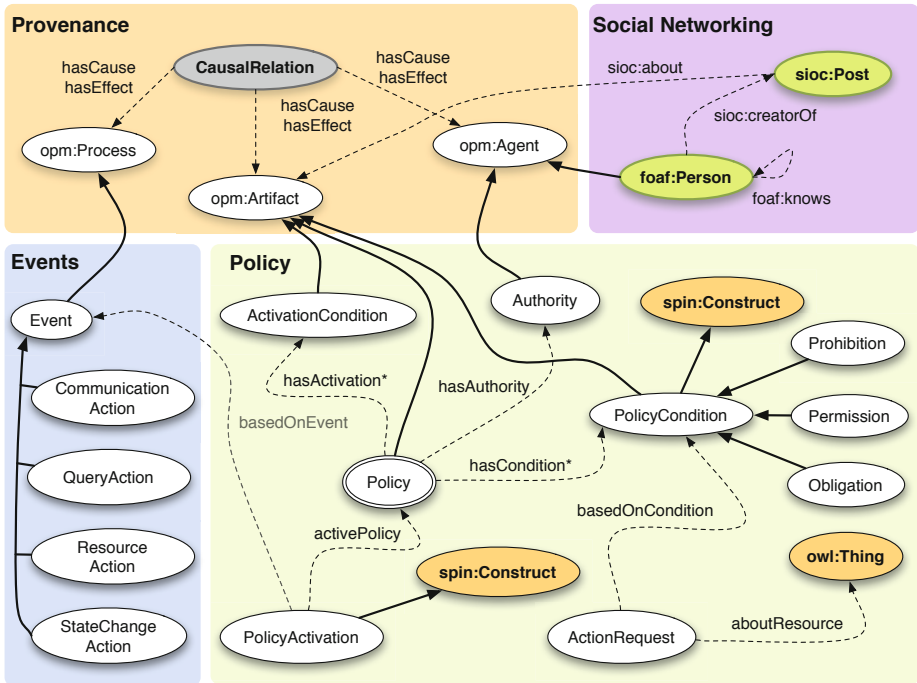 Provenance
Social Networking
hasCause
hasEffect
CausalRelation
hasCause
hasEffect
hasCause
hasEffect
sioc:about
sioc:Post
sioc:creatorOf
opm:Process
opm:Agent
opm:Artifact
foaf:Person
foaf:knows
Events
Policy
Event
ActivationCondition
Authority
spin:Construct
Prohibition
Communication
Action
hasActivation*
hasAuthority
PolicyCondition
Permission
basedOnEvent
QueryAction
Policy
hasCondition*
Obligation
basedOnCondition
activePolicy
Resource
Action
spin:Construct
owl:Thing
StateChange
Action
PolicyActivation
ActionRequest
aboutResource